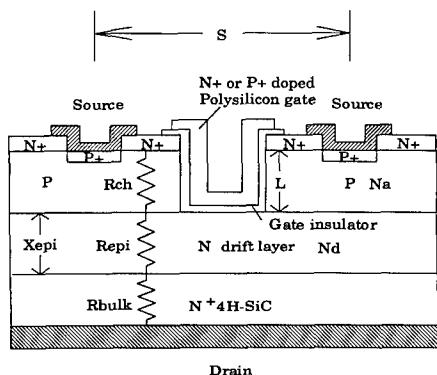 S
N+ or P+ doped
Polysilicon gate
Source
Source
N+
N+
N+
N+
P+
P+
P
Rch
L
P Na
Gate insulator
Xepi
Repi
N drift layer
Nd
Rbulk
N+4H-SiC
Drain